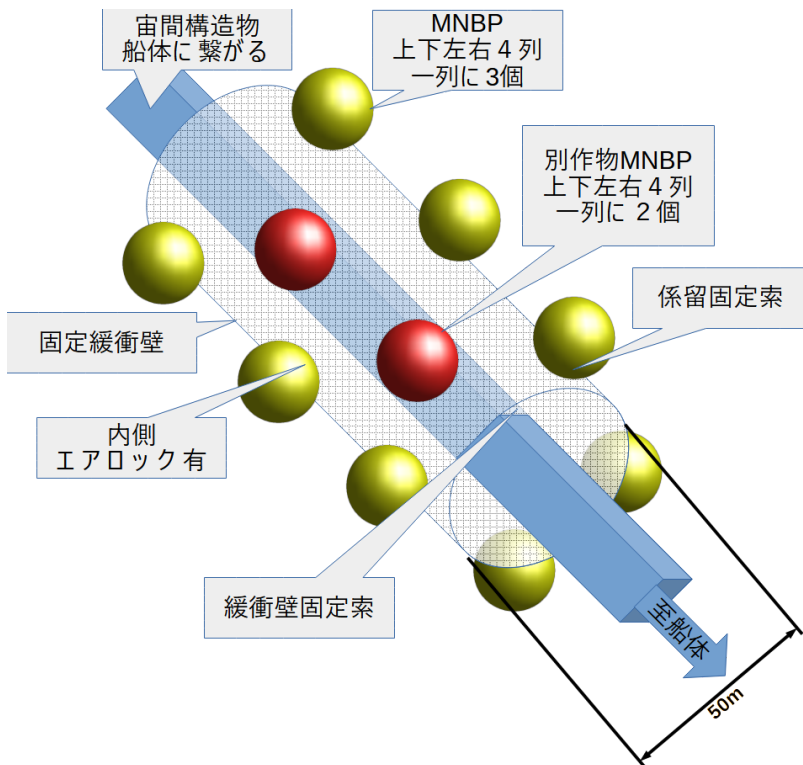 宙間構造物
船体に繋がる
MNBP
上下左右４列
一列に3個
別作物MNBP
上下左右４列
一列に２個
係留固定索
固定緩衝壁
内側
エアロック有
緩衝壁固定索
至船体
50m